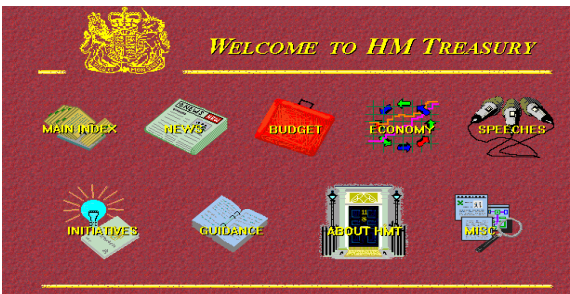 WELCOME TO HM TREASURY
MAIN INDEX
NEWS
BUDGET
ECONOMY
SPEECHES
INITIATIVES
GUIDANCE
ABOUT HMT
MISC